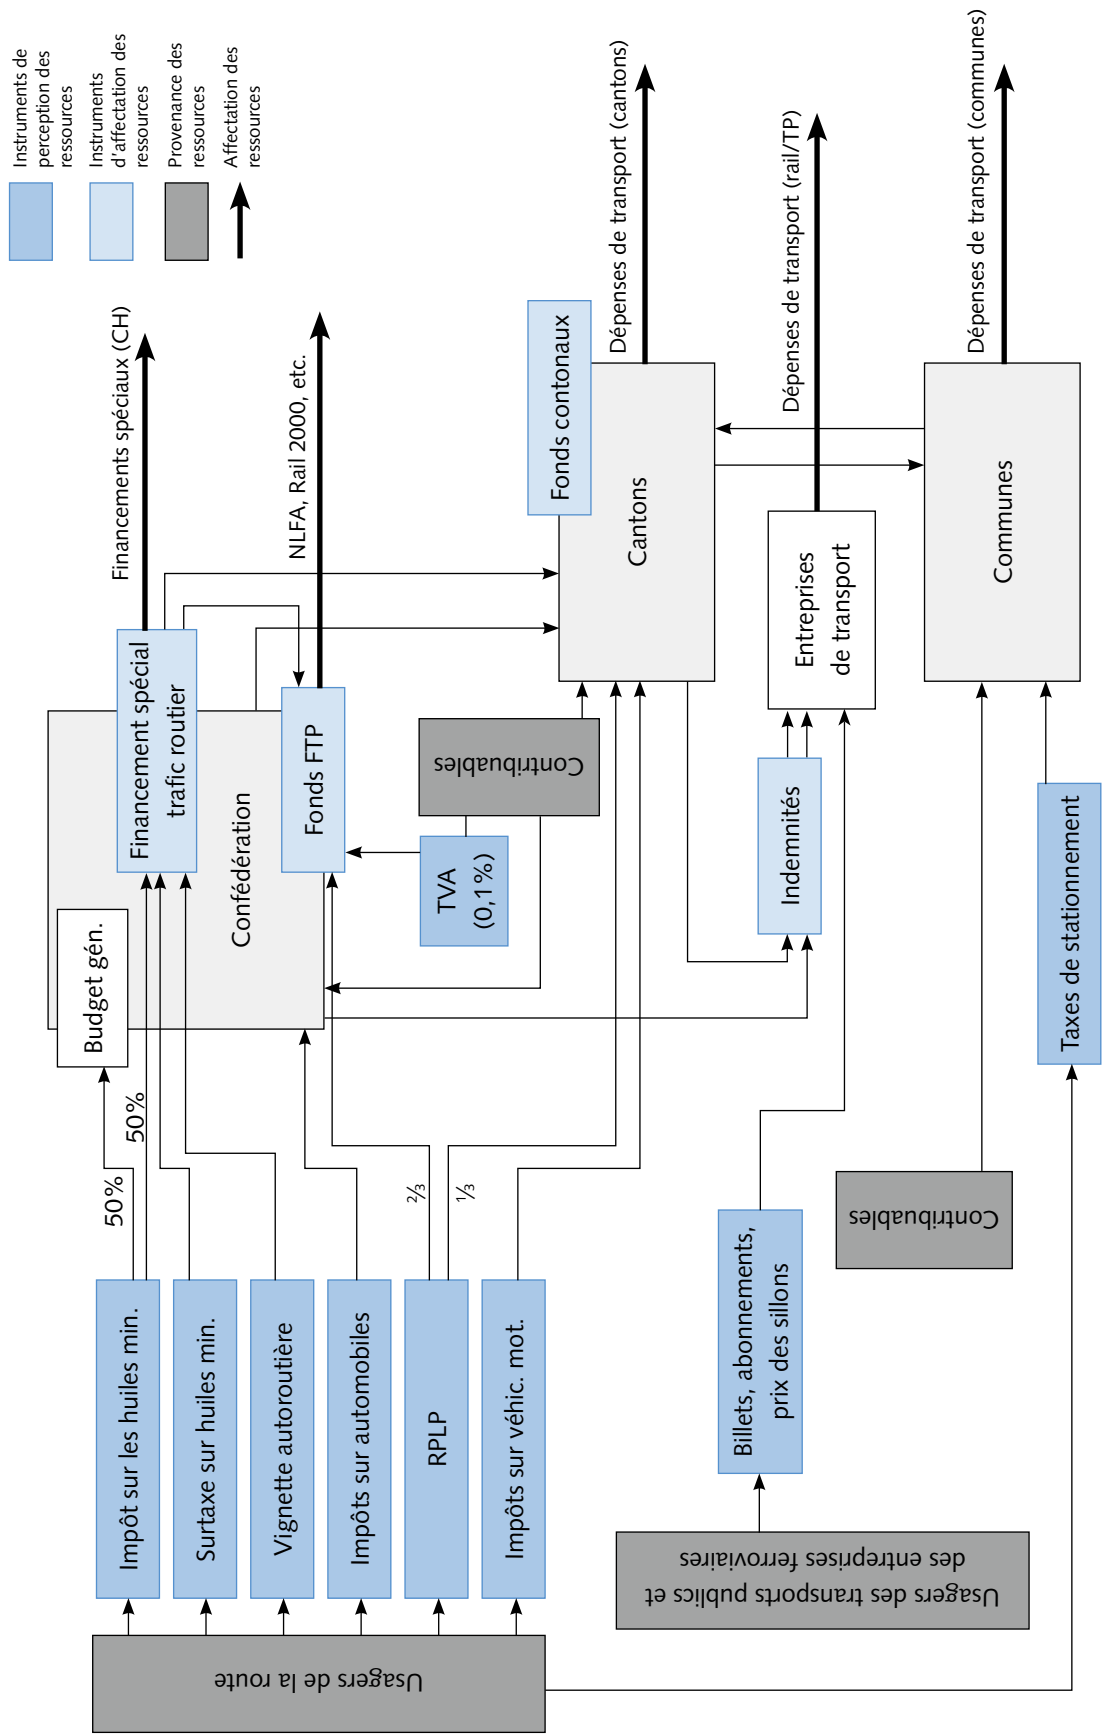 Instruments de
perception des
ressources
Instruments
d'affectation des
ressources
Provenance des
ressources
Affectation des
ressources
Financements spéciaux (CH)
NLFA, Rail 2000, etc.
Dépenses de transport (cantons)
Dépenses de transport (rail/TP)
Dépenses de transport (communes)
Financement spécial
trafic routier
Confédération
Budget gén.
Fonds FTP
Contribuables
TVA
(0,1%)
Fonds contonaux
Cantons
Entreprises
de transport
Indemnités
Communes
Taxes de stationnement
50%
50%
2/3
1/3
Impôt sur les huiles min.
Surtaxe sur huiles min.
Vignette autoroutière
Impôts sur automobiles
RPLP
Impôts sur véhic. mot.
Billets, abonnements,
prix des sillons
Contribuables
Usagers de la route
Usagers des transports publics et
des entreprises ferroviaires